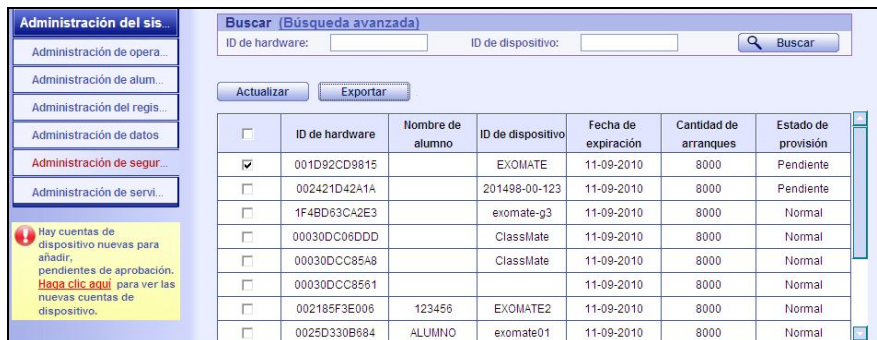 Administración del sis...
Administración de opera...
Administración de alum...
Administración del regis...
Administración de datos
Administración de segur...
Administración de servi...
Hay cuentas de
dispositivo nuevas para
añadir,
pendientes de aprobación.
Haga clic aquí para ver las
nuevas cuentas de
dispositivo.
Buscar (Búsqueda avanzada)
ID de hardware: ID de dispositivo: Buscar
Actualizar Exportar
ID de hardware Nombre de alumno ID de dispositivo Fecha de expiración Cantidad de arranques Estado de provisión
001D92CD9815 EXOMATE 11-09-2010 8000 Pendiente
002421D42A1A 201498-00-123 11-09-2010 8000 Pendiente
1F4BD63CA2E3 exomate-g3 11-09-2010 8000 Normal
00030DC06DDD ClassMate 11-09-2010 8000 Normal
00030DCC85A8 ClassMate 11-09-2010 8000 Normal
00030DCC8561 11-09-2010 8000 Normal
002185F3E006 123456 EXOMATE2 11-09-2010 8000 Normal
0025D330B684 ALUMNO exomate01 11-09-2010 8000 Normal